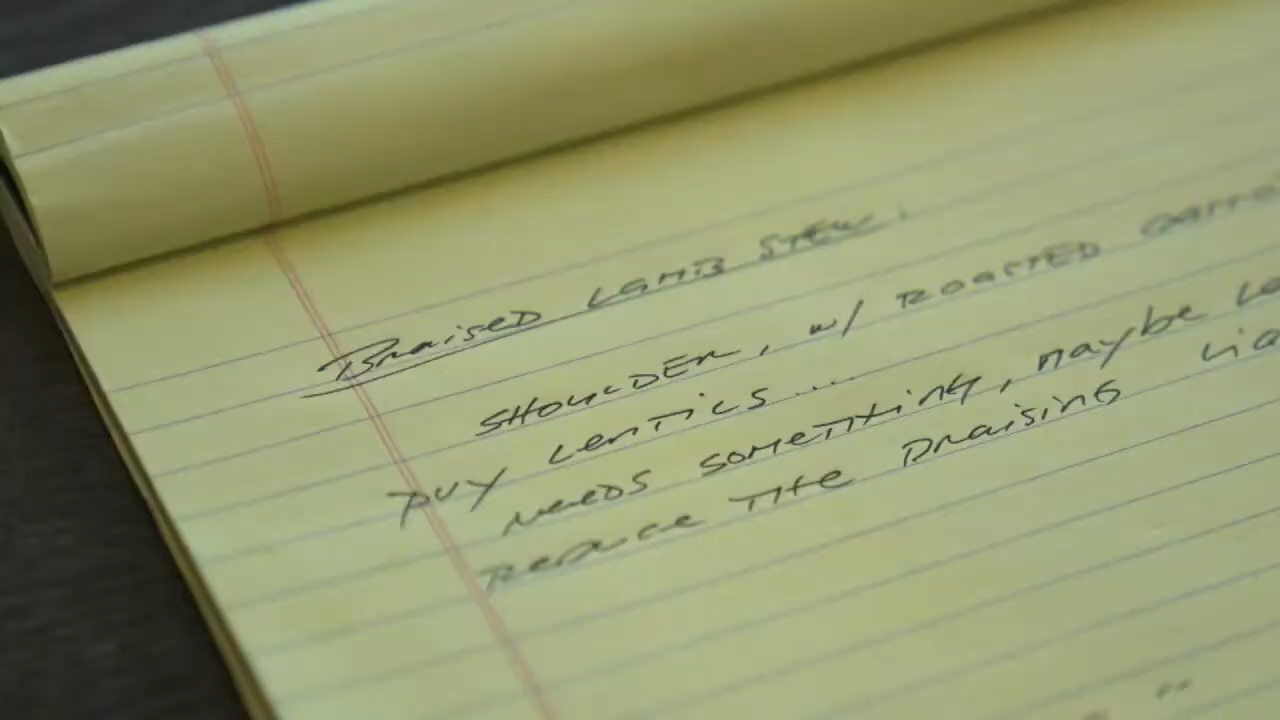 Braised Lamb Stew.
SHOULDER, w/ ROASTED
PUY Lentils...
Needs SOMETHING, maybe
Reduce THE Braising